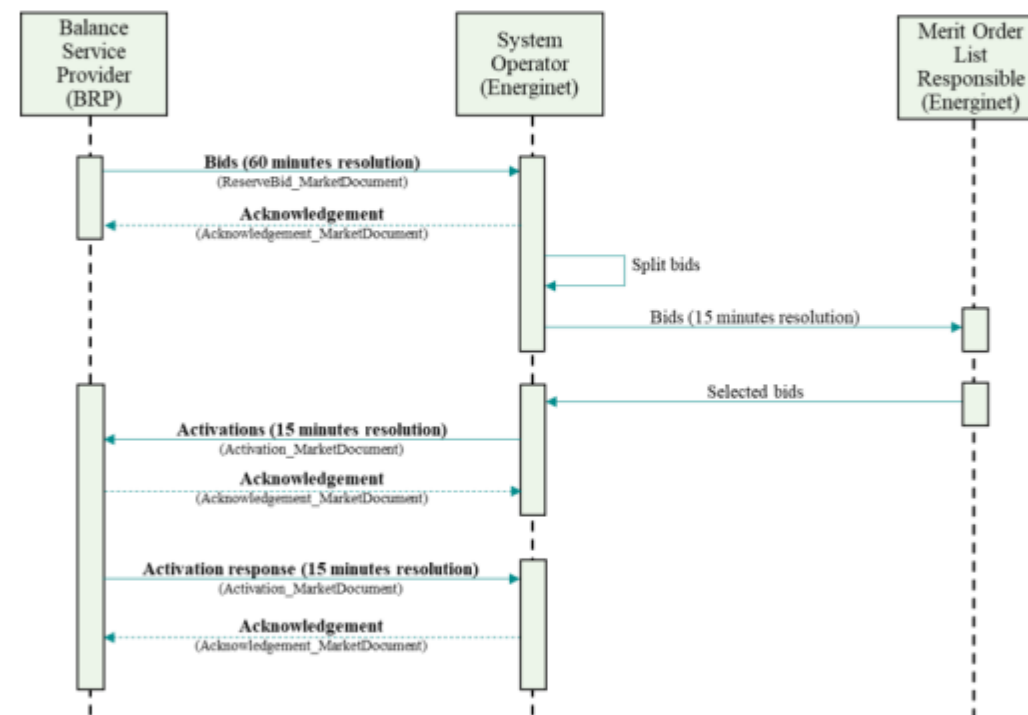 Balance
Service
Provider
(BRP)
System
Operator
(Energinet)
Merit Order
List
Responsible
(Energinet)
Bids (60 minutes resolution)
(ReserveBid_MarketDocument)
Acknowledgement
(Acknowledgement_MarketDocument)
Split bids
Bids (15 minutes resolution)
Selected bids
Activations (15 minutes resolution)
(Activation_MarketDocument)
Acknowledgement
(Acknowledgement_MarketDocument)
Activation response (15 minutes resolution)
(Activation_MarketDocument)
Acknowledgement
(Acknowledgement_MarketDocument)